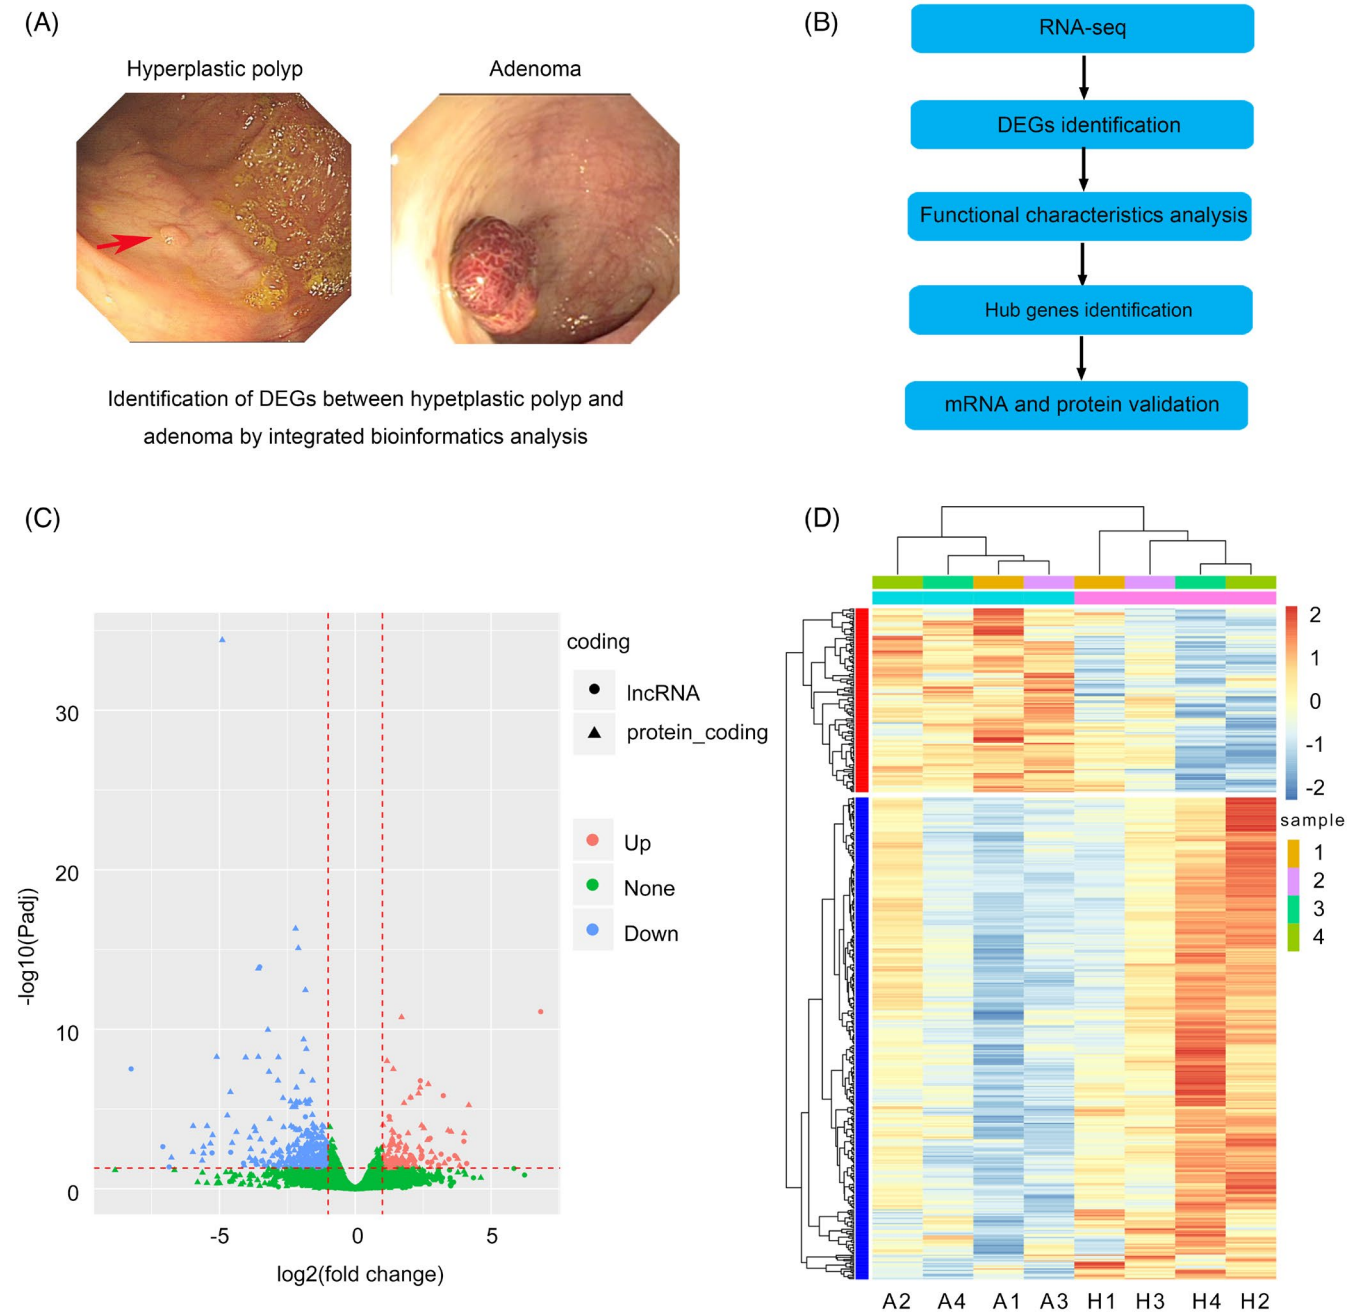 (A)
Hyperplastic polyp
Adenoma
Identification of DEGs between hypetplastic polyp and
adenoma by integrated bioinformatics analysis
(B)
RNA-seq
DEGs identification
Functional characteristics analysis
Hub genes identification
mRNA and protein validation
(C)
-log10(Padj)
30
20
10
0
-5
0
5
log2(fold change)
coding
lncRNA
protein_coding
Up
None
Down
(D)
2
1
0
-1
-2
sample
1
2
3
4
A2 A4 A1 A3 H1 H3 H4 H2